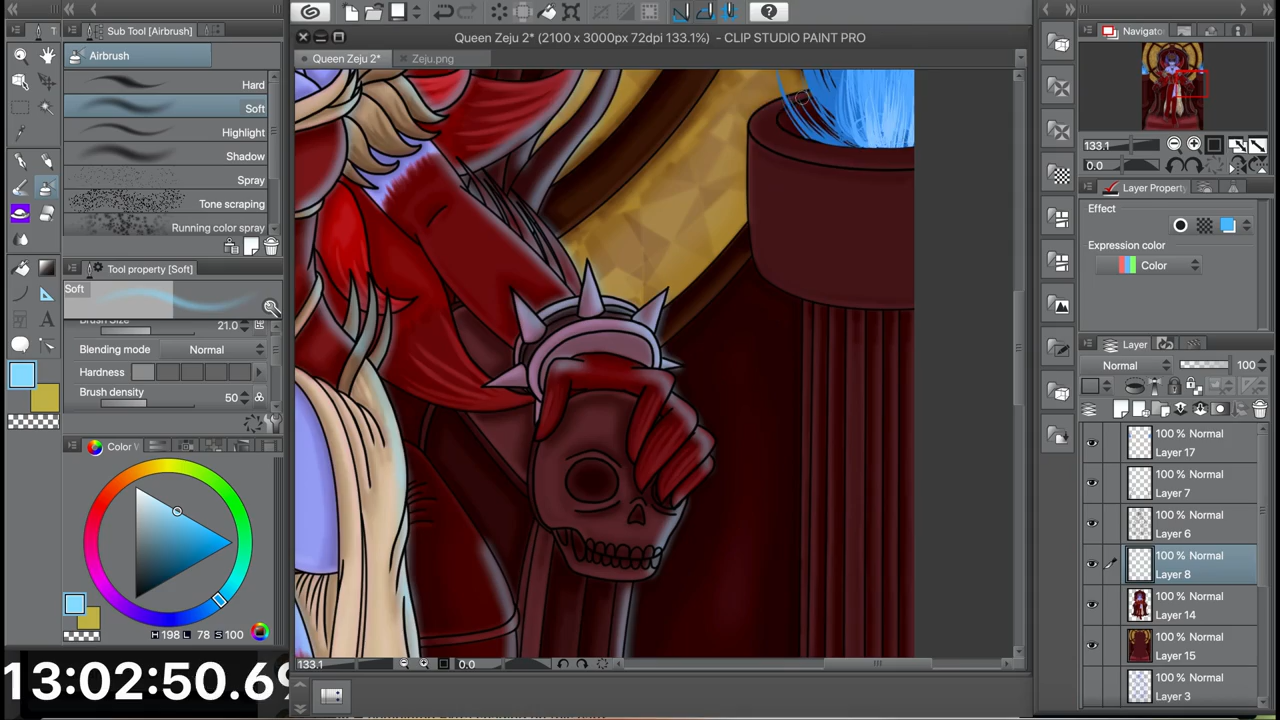 T
Sub Tool [Airbrush]
Airbrush
Hard
Soft
Highlight
Shadow
Spray
Tone scraping
Running color spray
Tool property [Soft]
Soft
Brush Size
21.0
Blending mode
Normal
Hardness
Brush density
50
Color
H 198 L 78 S 100
13:02:50.69
Queen Zeju 2* (2100 x 3000px 72dpi 133.1%) - CLIP STUDIO PAINT PRO
Queen Zeju 2*
Zeju.png
133.1
0.0
Navigato
133.1
0.0
Layer Property
Effect
Expression color
Color
Layer
Normal
100
100 % Normal
Layer 17
100 % Normal
Layer 7
100 % Normal
Layer 6
100 % Normal
Layer 8
100 % Normal
Layer 14
100 % Normal
Layer 15
100 % Normal
Layer 3